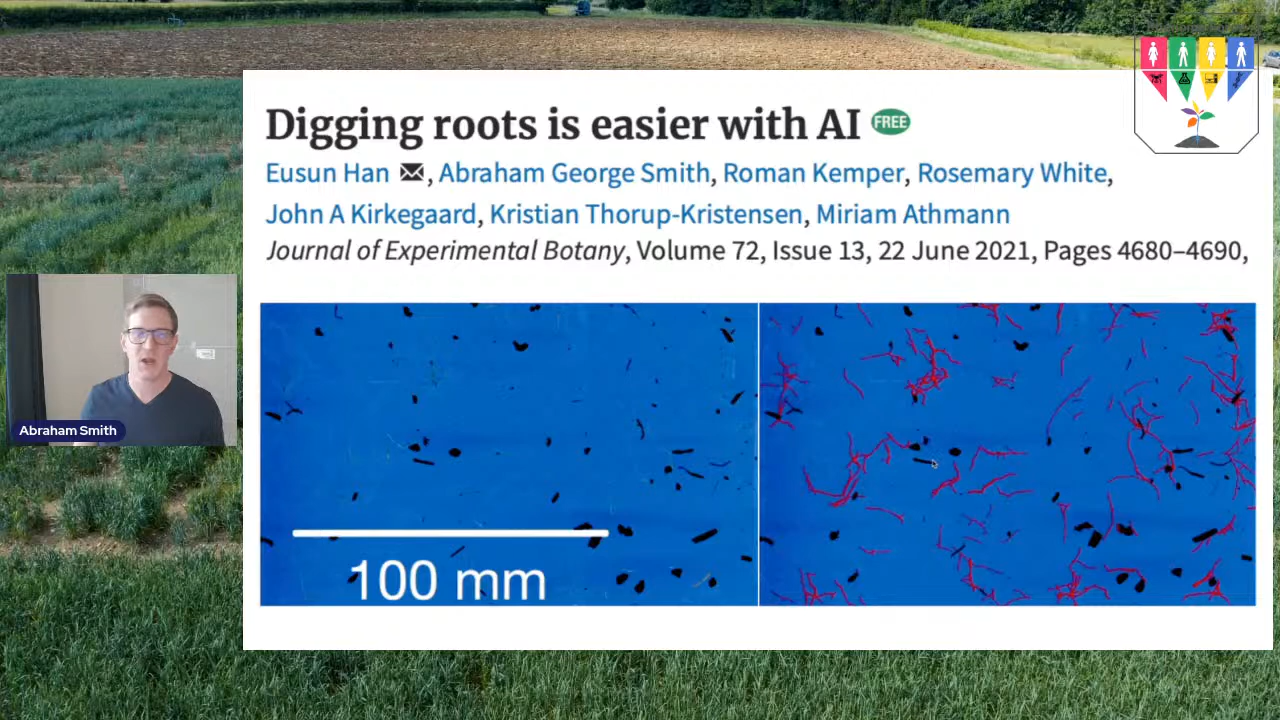 Digging roots is easier with AI FREE
Eusun Han, Abraham George Smith, Roman Kemper, Rosemary White,
John A Kirkegaard, Kristian Thorup-Kristensen, Miriam Athmann
Journal of Experimental Botany, Volume 72, Issue 13, 22 June 2021, Pages 4680–4690,
Abraham Smith
100 mm